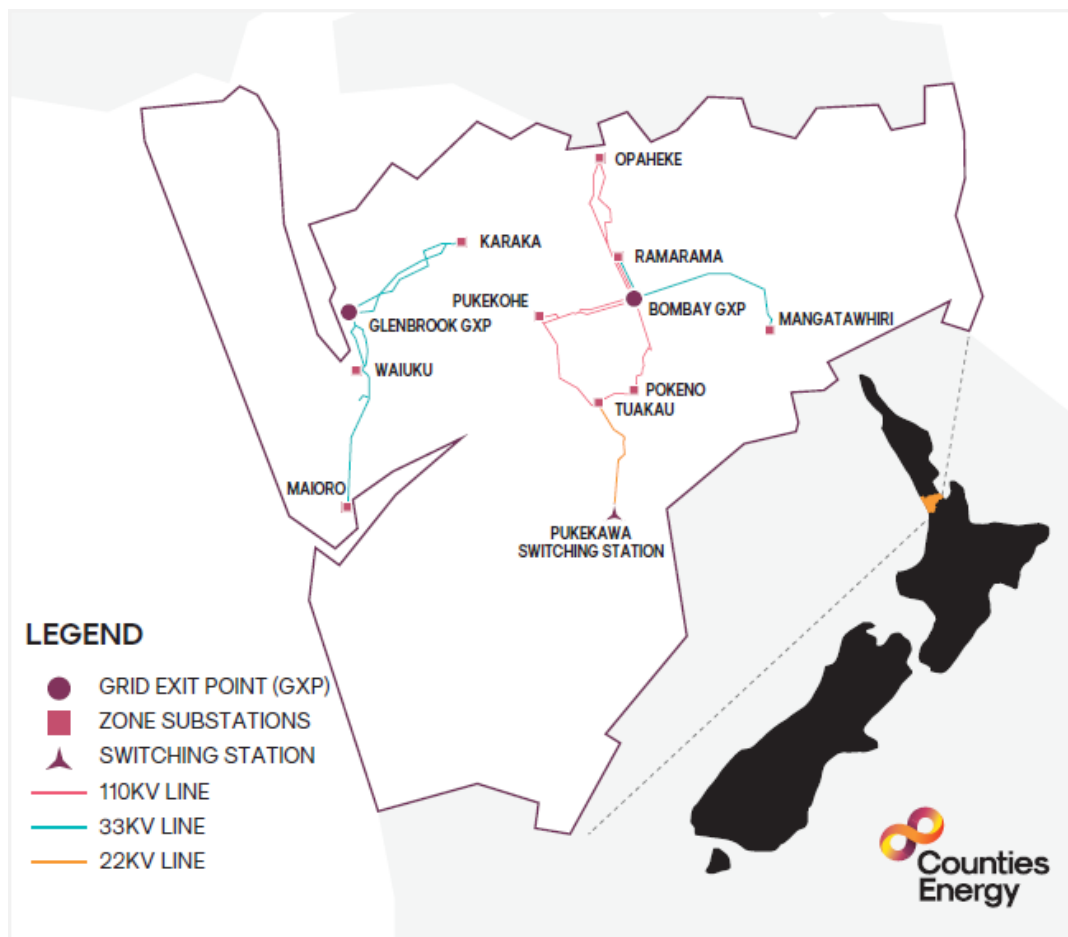 OPAHEKE
KARAKA
RAMARAMA
PUKEKOHE
BOMBAY GXP
GLENBROOK GXP
MANGATAWHIRI
WAIUKU
POKENO
TUAKAU
MAIORO
PUKEKAWA
SWITCHING STATION
LEGEND
GRID EXIT POINT (GXP)
ZONE SUBSTATIONS
SWITCHING STATION
110KV LINE
33KV LINE
22KV LINE
Counties
Energy